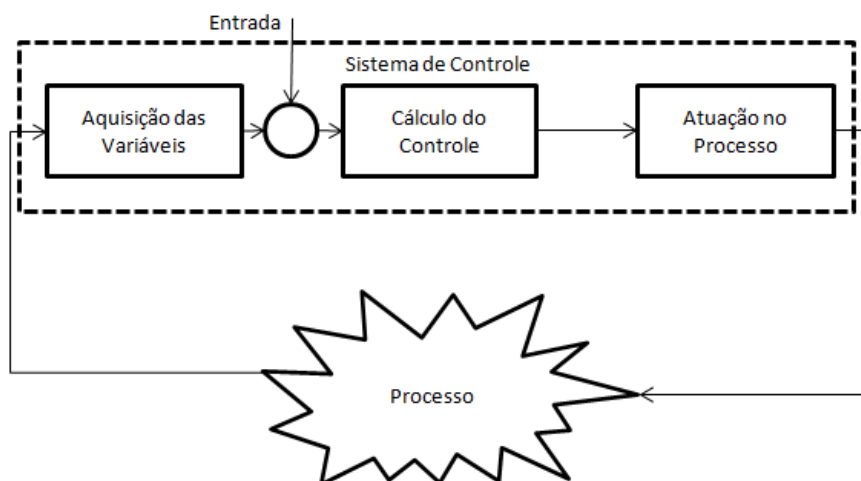 Entrada
Sistema de Controle
Aquisição das
Variáveis
Cálculo do
Controle
Atuação no
Processo
Processo